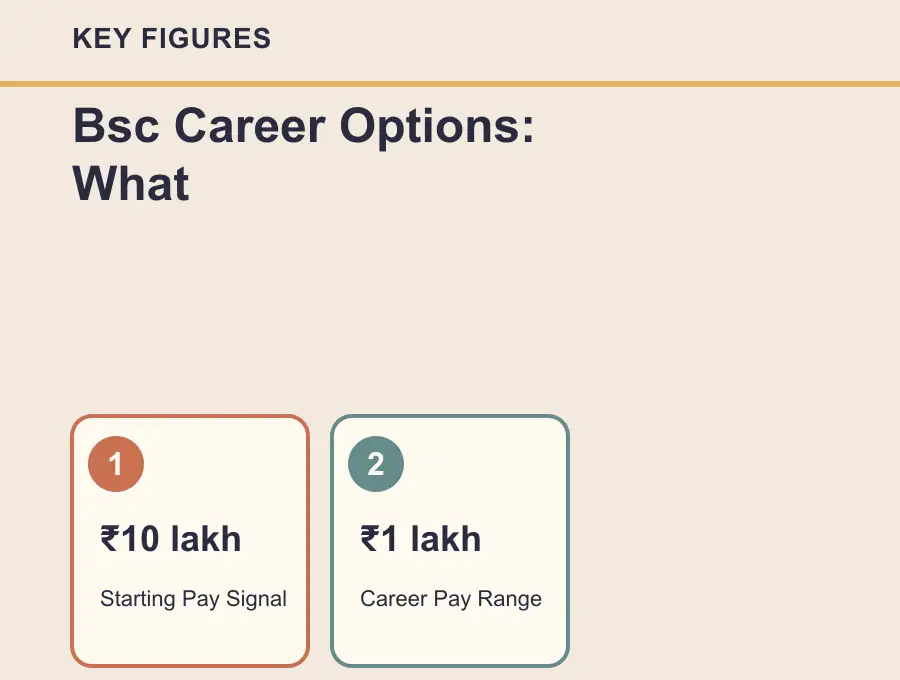 KEY FIGURES
Bsc Career Options:
What
1
₹10 lakh
Starting Pay Signal
2
₹1 lakh
Career Pay Range